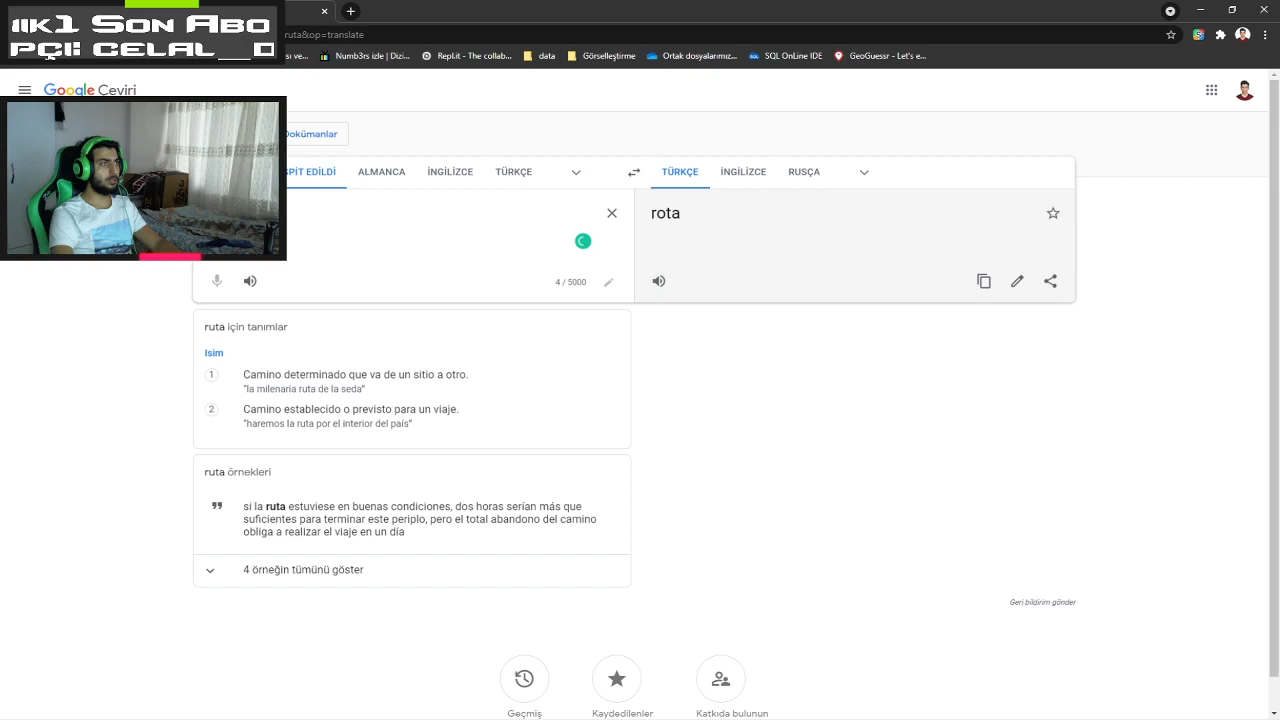 1K1 SON ABO
PCİ: CELAL
ruta&op=translate
sı ve...
Numb3rs izle | Dizi...
Replit - The collab...
data
Görselleştirme
Ortak dosyalarımız...
SQL Online IDE
GeoGuessr - Let's e...
Google Çeviri
Dokümanlar
SPİT EDİLDİ
ALMANCA
İNGİLİZCE
TÜRKÇE
TÜRKÇE
İNGİLİZCE
RUSÇA
rota
4 / 5000
ruta için tanımlar
Isim
1
Camino determinado que va de un sitio a otro.
"la milenaria ruta de la seda"
2
Camino establecido o previsto para un viaje.
"haremos la ruta por el interior del país"
ruta örnekleri
si la ruta estuviese en buenas condiciones, dos horas serían más que
suficientes para terminar este periplo, pero el total abandono del camino
obliga a realizar el viaje en un día
4 örneğin tümünü göster
Geri bildirim gönder
Geçmiş
Kaydedilenler
Katkıda bulunun